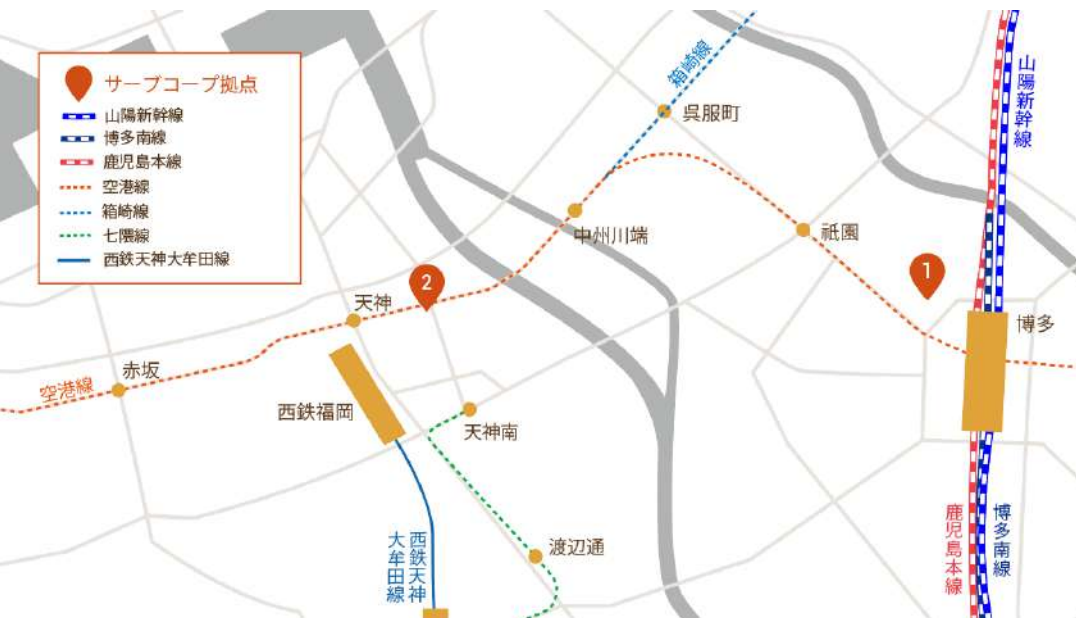 サーブコープ拠点
山陽新幹線
博多南線
鹿児島本線
空港線
箱崎線
七隈線
西鉄天神大牟田線
箱崎線
山陽新幹線
呉服町
中州川端
祇園
1
2
天神
博多
赤坂
空港線
西鉄福岡
天神南
渡辺通
西鉄天神
大牟田線
鹿児島本線
博多南線